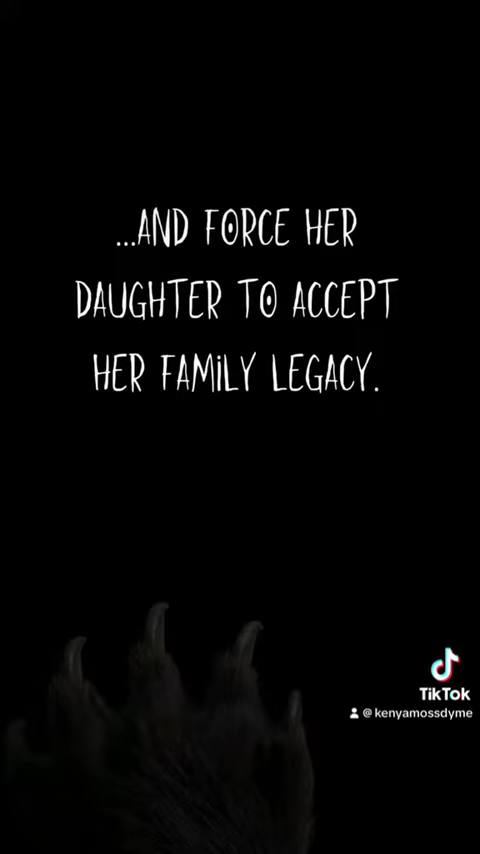 ...AND FORCE HER
DAUGHTER TO ACCEPT
HER FAMiLY LEGACY.
TikTok
@kenyamossdyme